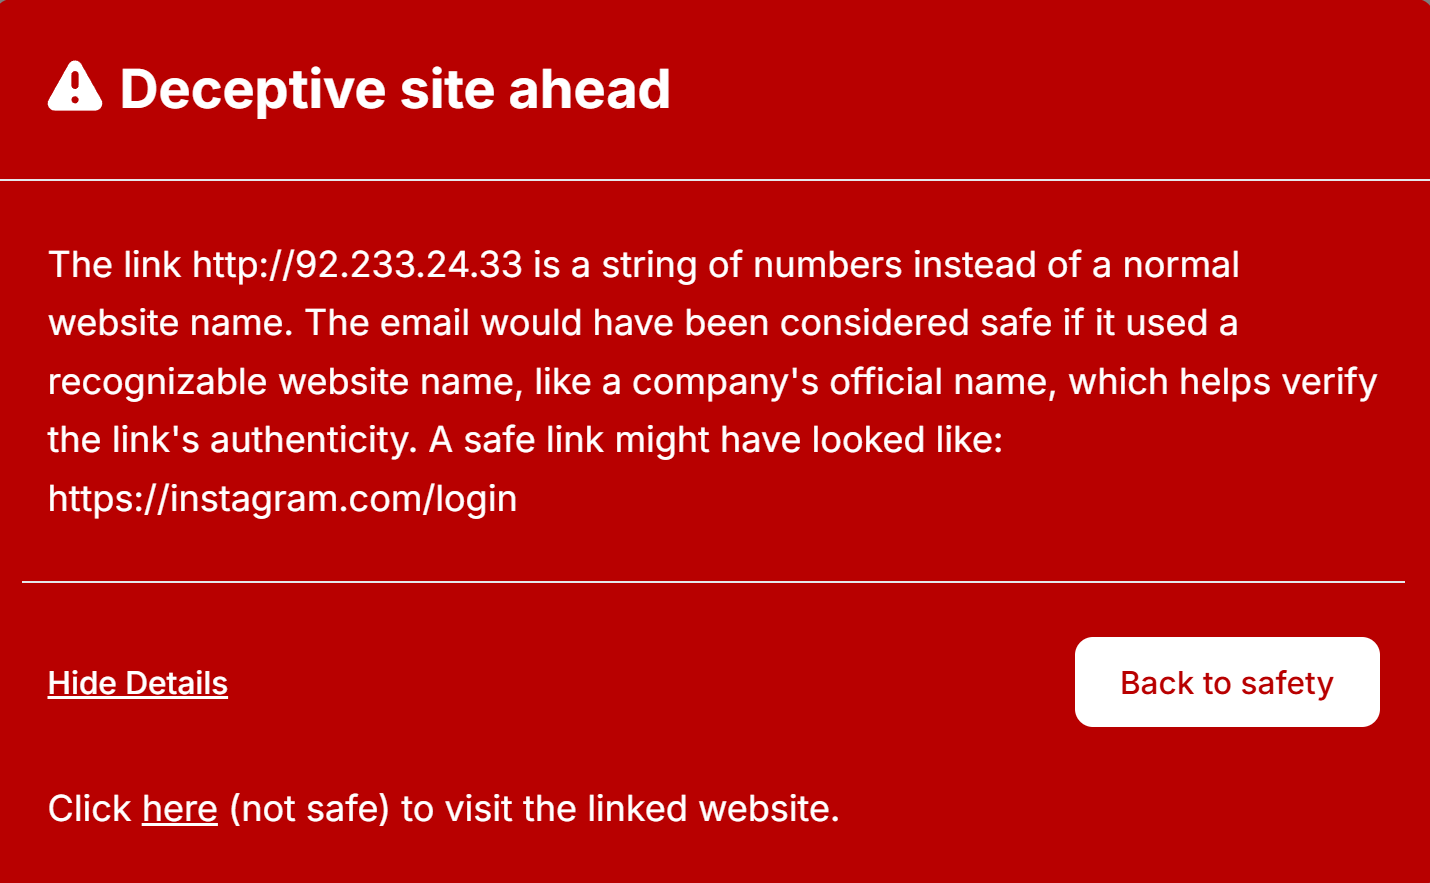 Deceptive site ahead
The link http://92.233.24.33 is a string of numbers instead of a normal
website name. The email would have been considered safe if it used a
recognizable website name, like a company's official name, which helps verify
the link's authenticity. A safe link might have looked like:
https://instagram.com/login
Hide Details
Back to safety
Click here (not safe) to visit the linked website.